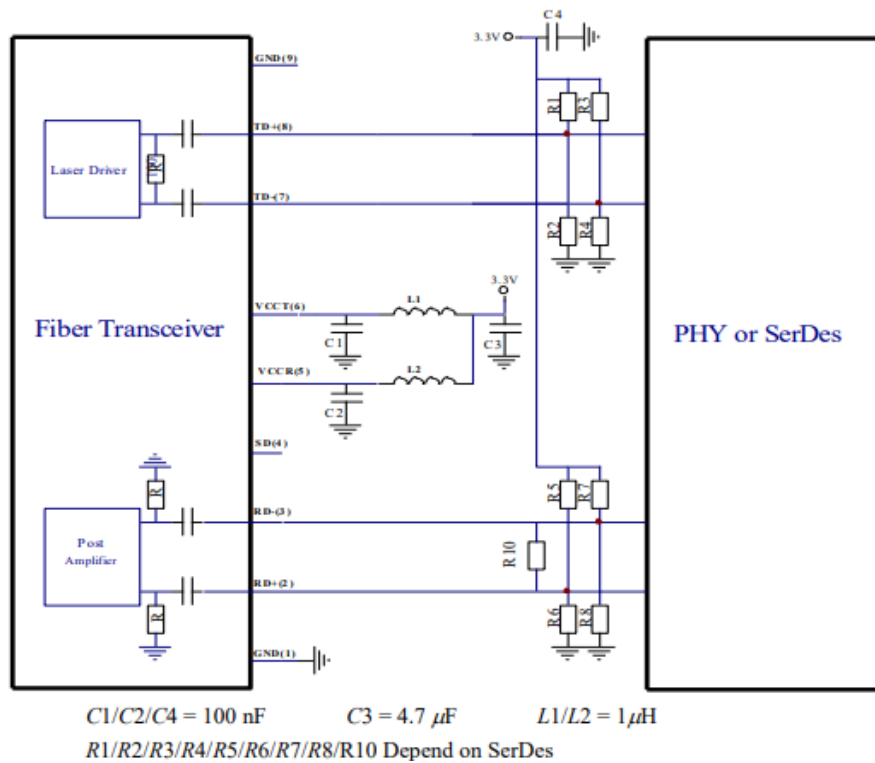 C4
3.3V
GND(9)
R1
R3
TD+(8)
Laser Driver
TD-(7)
R2
R4
3.3V
VCCT(6)
L1
Fiber Transceiver
PHY or SerDes
C1
C3
VCCR(5)
L2
C2
SD(4)
R
R5
R7
RD-(3)
Post
Amplifier
R10
RD+(2)
R
R6
R8
GND(1)
C1/C2/C4 = 100 nF C3 = 4.7 μF L1/L2 = 1μH
R1/R2/R3/R4/R5/R6/R7/R8/R10 Depend on SerDes